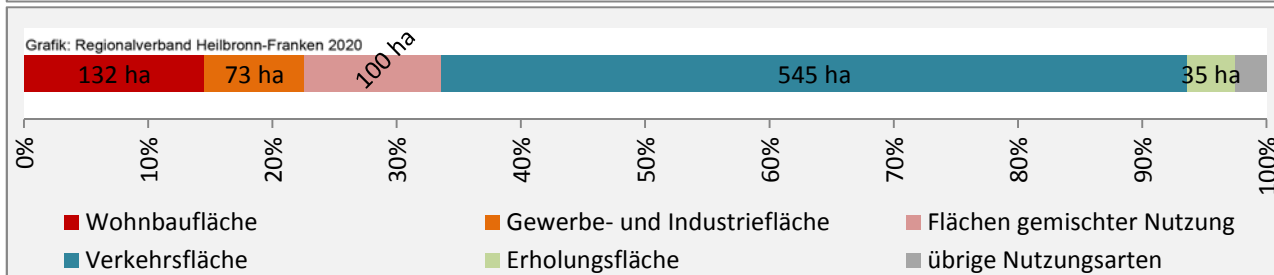 Grafik: Regionalverband Heilbronn-Franken 2020
132 ha 73 ha 100 ha 545 ha 35 ha
0% 10% 20% 30% 40% 50% 60% 70% 80% 90% 100%
Wohnbaufläche Gewerbe- und Industriefläche Flächen gemischter Nutzung
Verkehrsfläche Erholungsfläche übrige Nutzungsarten